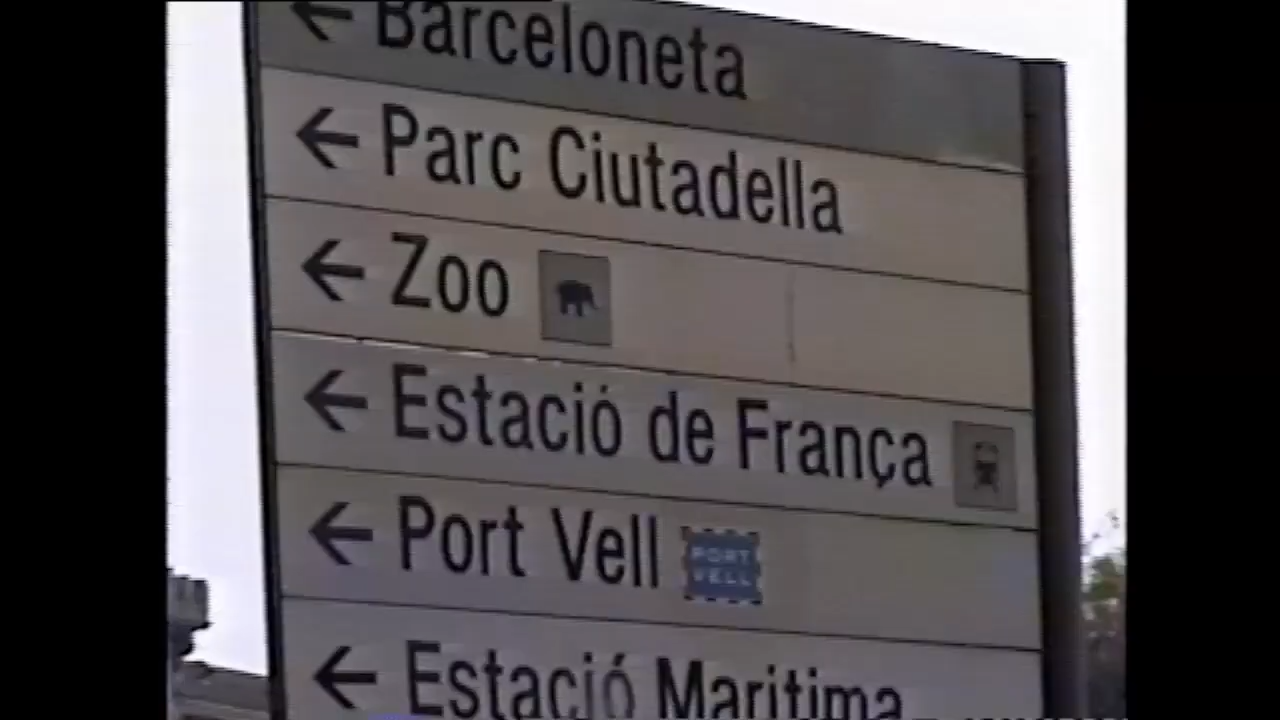 ← Barceloneta
← Parc Ciutadella
← Zoo
← Estació de França
← Port Vell PORT VELL
← Estació Maritima